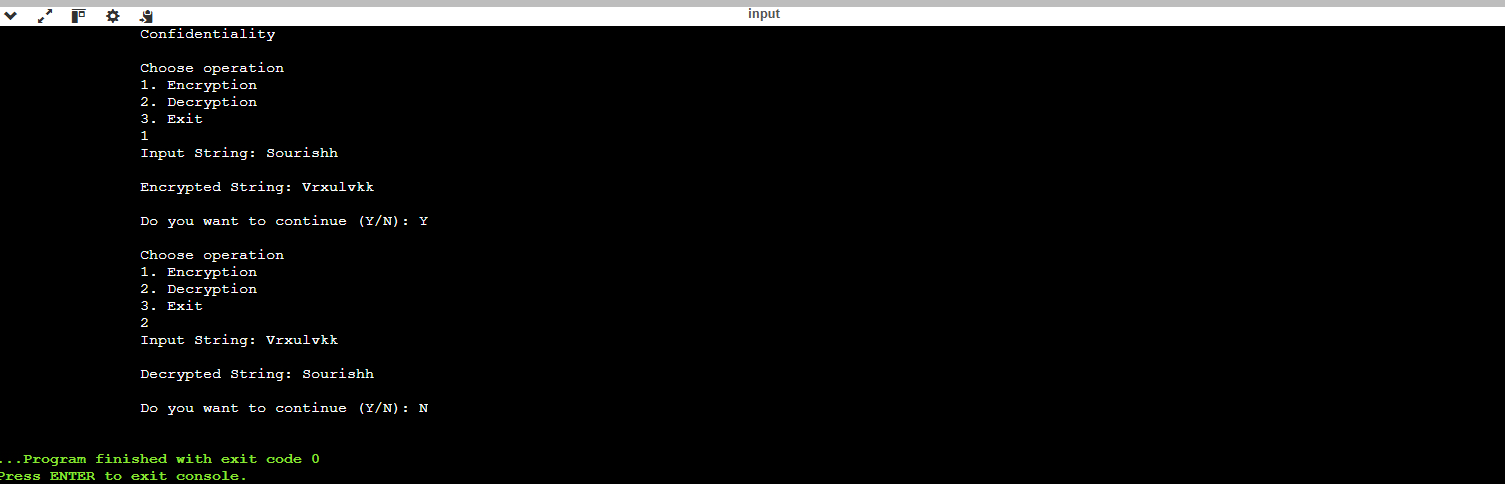 input
Confidentiality
Choose operation
1. Encryption
2. Decryption
3. Exit
1
Input String: Sourishh
Encrypted String: Vrxulvkk
Do you want to continue (Y/N): Y
Choose operation
1. Encryption
2. Decryption
3. Exit
2
Input String: Vrxulvkk
Decrypted String: Sourishh
Do you want to continue (Y/N): N
...Program finished with exit code 0
Press ENTER to exit console.